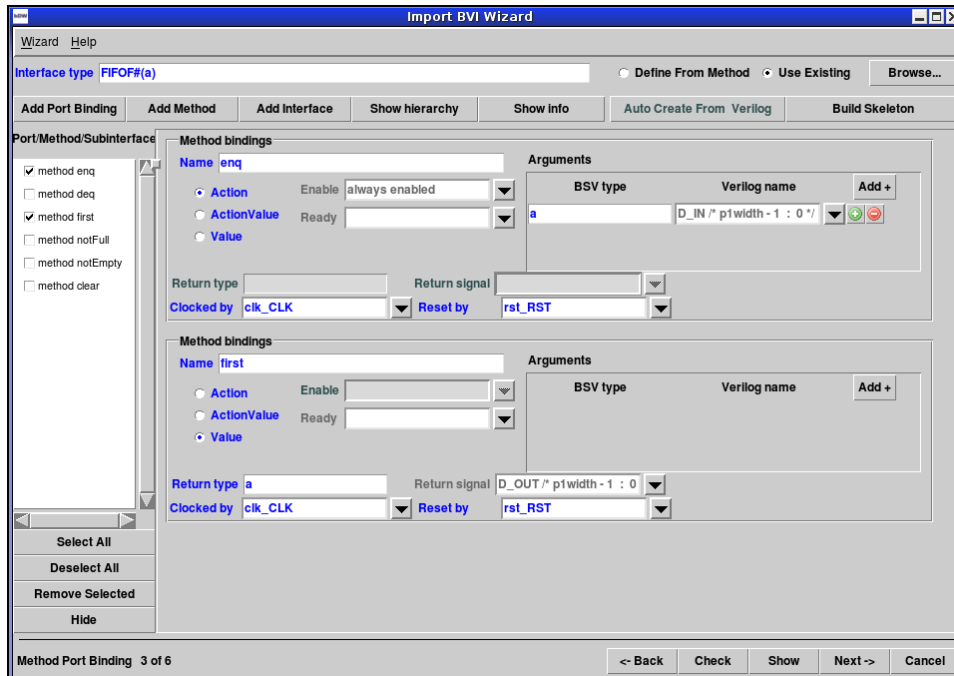 Import BVI Wizard
Wizard Help
Interface type FIFOF#(a) Define From Method Use Existing Browse...
Add Port Binding Add Method Add Interface Show hierarchy Show info Auto Create From Verilog Build Skeleton
Port/Method/Subinterface
method enq
method deq
method first
method notFull
method notEmpty
method clear
Select All
Deselect All
Remove Selected
Hide
Method bindings
Name enq
Action Enable always enabled
ActionValue Ready
Value
Arguments
BSV type Verilog name Add +
a D_IN /* p1width - 1 : 0 */
Return type Return signal
Clocked by clk_CLK Reset by rst_RST
Method bindings
Name first
Action Enable
ActionValue Ready
Value
Arguments
BSV type Verilog name Add +
Return type a Return signal D_OUT /* p1width - 1 : 0
Clocked by clk_CLK Reset by rst_RST
Method Port Binding 3 of 6 <- Back Check Show Next -> Cancel